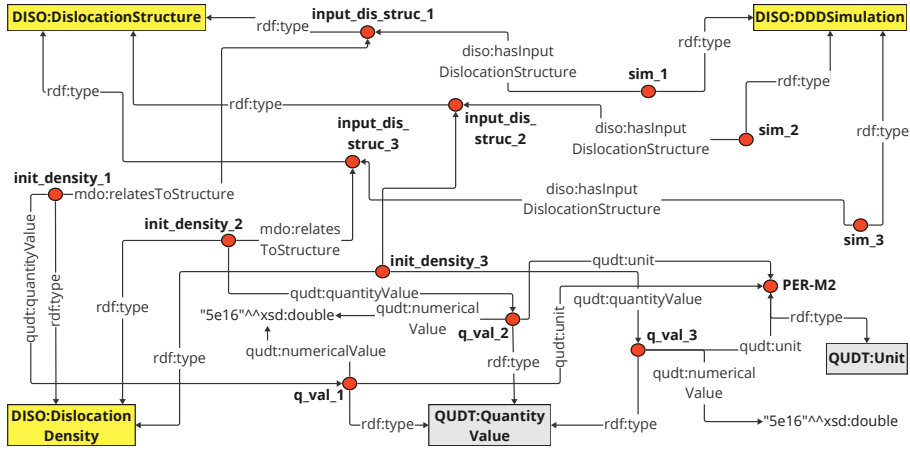 DISO:DislocationStructure
input_dis_struc_1
DISO:DDDSimulation
rdf:type
diso:hasInput
DislocationStructure
rdf:type
sim_1
rdf:type
rdf:type
input_dis_
struc_2
diso:hasInput
DislocationStructure
sim_2
rdf:type
rdf:type
input_dis_
struc_3
init_density_1
mdo:relatesToStructure
diso:hasInput
DislocationStructure
sim_3
init_density_2
mdo:relates
ToStructure
qudt:quantityValue
rdf:type
rdf:type
init_density_3
qudt:unit
PER-M2
qudt:quantityValue
qudt:quantityValue
"5e16"^^xsd:double
qudt:numerical
Value
q_val_2
qudt:unit
q_val_3
rdf:type
qudt:unit
QUDT:Unit
qudt:numericalValue
rdf:type
rdf:type
q_val_1
qudt:numerical
Value
DISO:Dislocation
Density
rdf:type
QUDT:Quantity
Value
rdf:type
"5e16"^^xsd:double